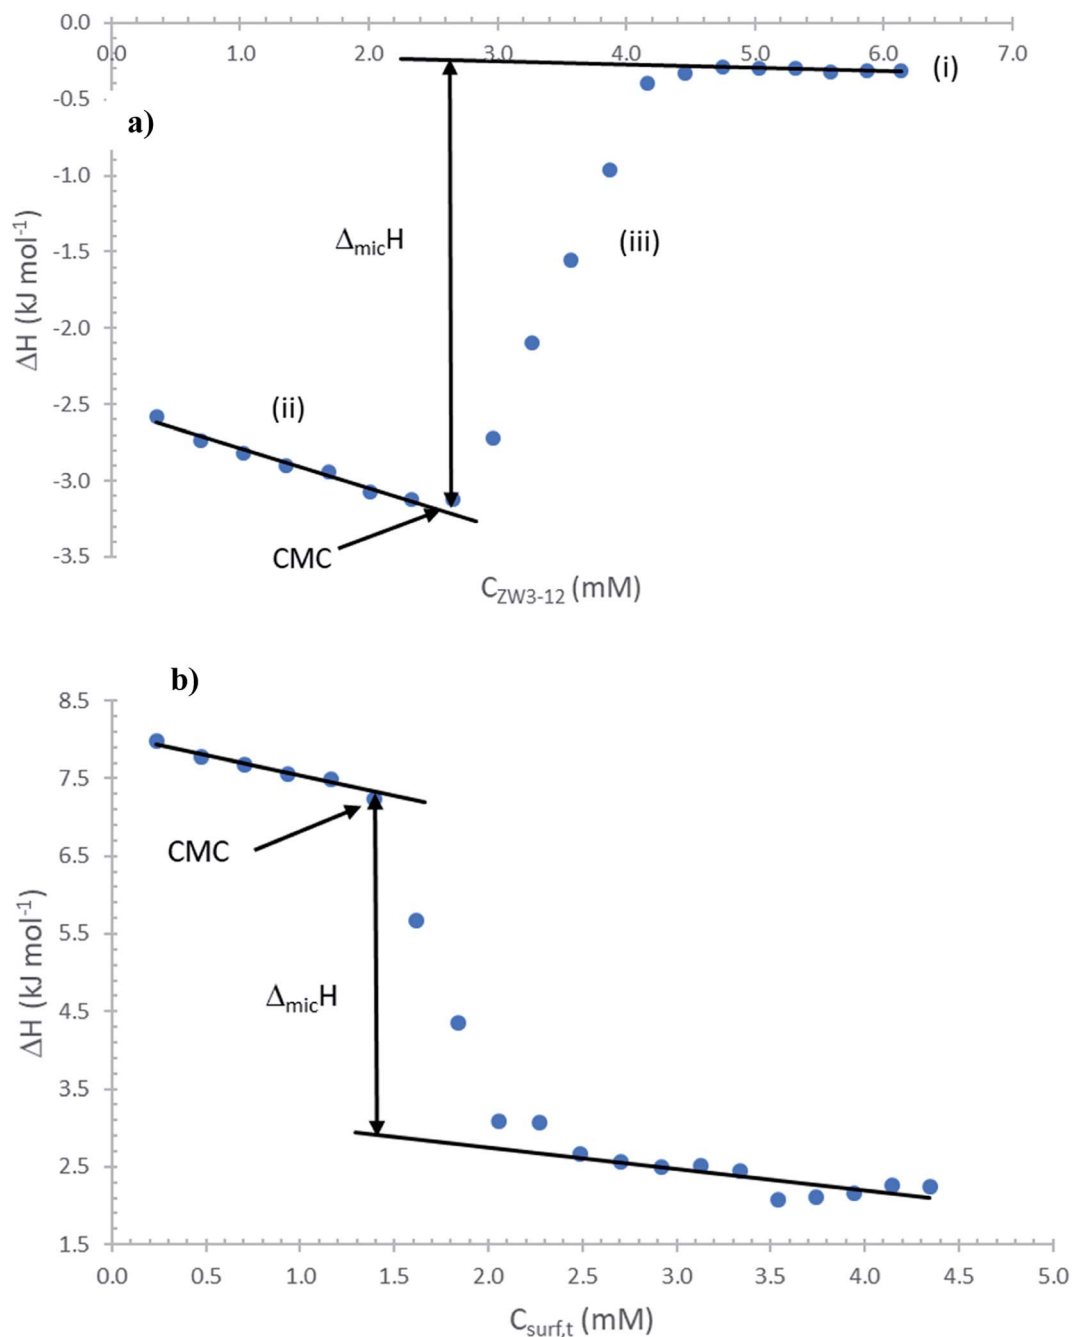 0.0
0.0 1.0 2.0 3.0 4.0 5.0 6.0 7.0
(i)
-0.5
a)
-1.0
ΔmicH
(iii)
-1.5
-2.0
ΔH (kJ mol-1)
-2.5
(ii)
-3.0
CMC
-3.5
CZW3-12 (mM)
b)
8.5
7.5
CMC
6.5
5.5
ΔmicH
4.5
ΔH (kJ mol-1)
3.5
2.5
1.5
0.0 0.5 1.0 1.5 2.0 2.5 3.0 3.5 4.0 4.5 5.0
Csurf,t (mM)